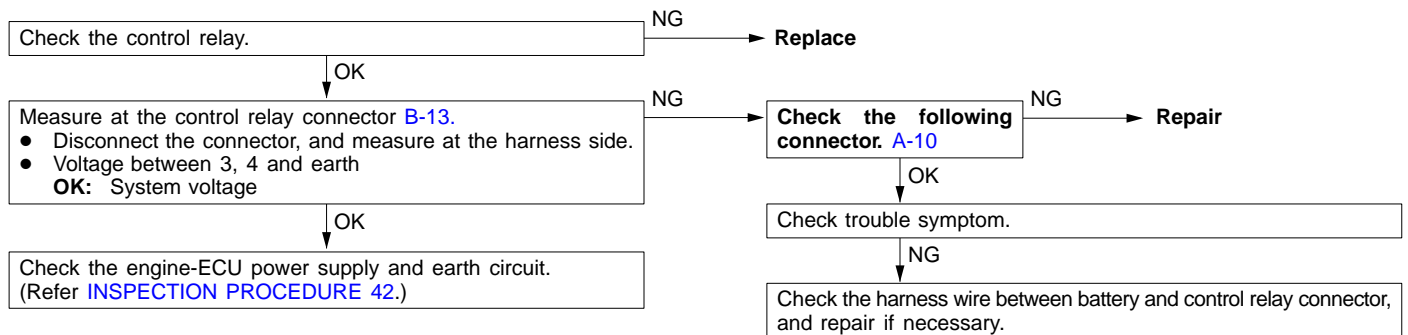 Check the control relay.
NG
Replace
OK
Measure at the control relay connector B-13.
● Disconnect the connector, and measure at the harness side.
● Voltage between 3, 4 and earth
OK: System voltage
NG
Check the following
connector. A-10
NG
Repair
OK
Check trouble symptom.
NG
Check the harness wire between battery and control relay connector,
and repair if necessary.
OK
Check the engine-ECU power supply and earth circuit.
(Refer INSPECTION PROCEDURE 42.)